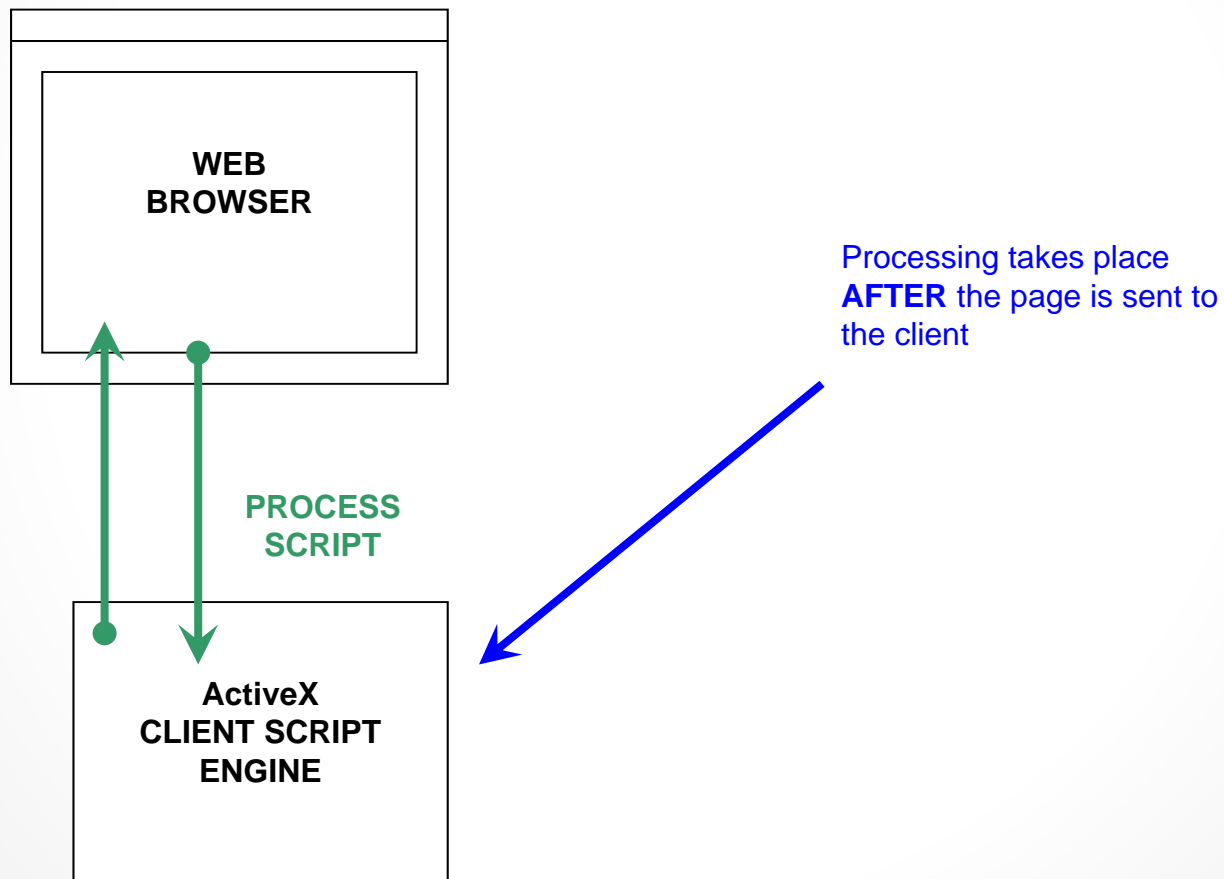 WEB
BROWSER
Processing takes place
AFTER the page is sent to
the client
PROCESS
SCRIPT
ActiveX
CLIENT SCRIPT
ENGINE